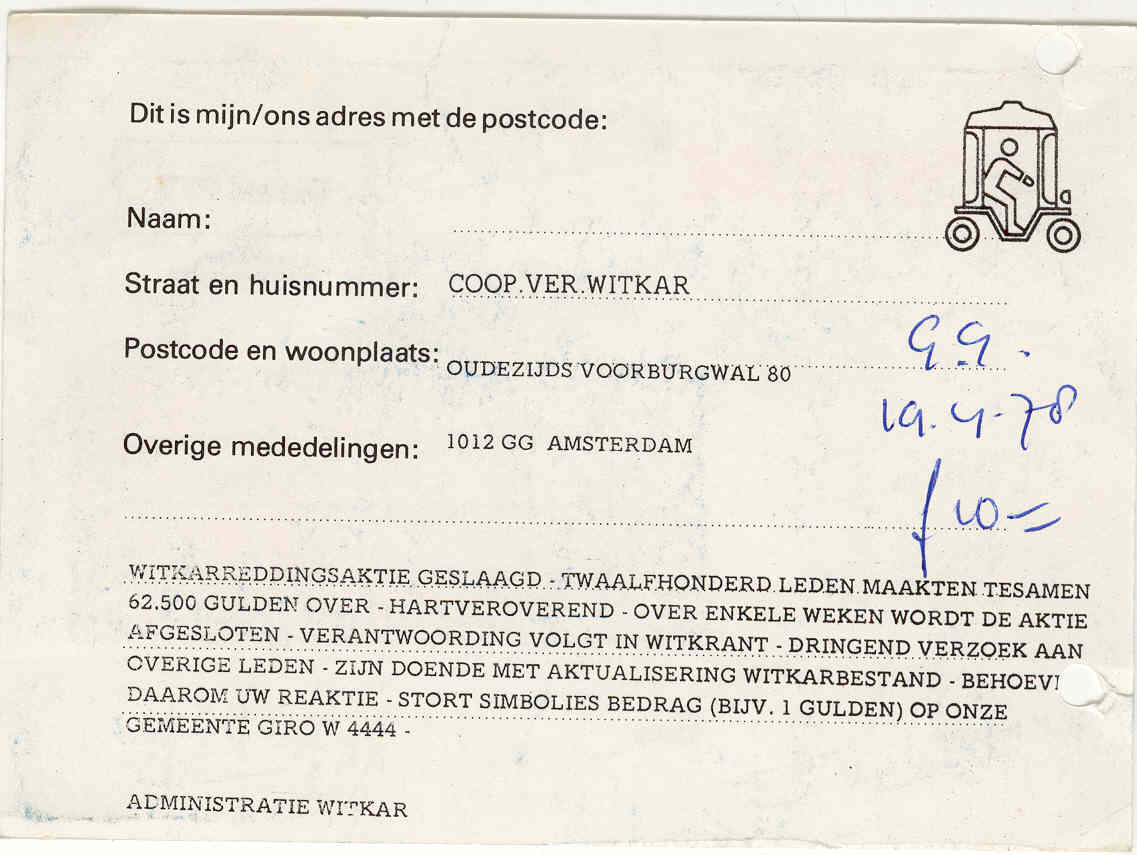 Dit is mijn/ons adres met de postcode:
Naam:
Straat en huisnummer: COOP.VER.WITKAR
Postcode en woonplaats: OUDEZIJDS VOORBURGWAL 80
G.G.
19.4.78
Overige mededelingen: 1012 GG AMSTERDAM
f 10=
WITKARREDDINGSAKTIE GESLAAGD - TWAALFHONDERD LEDEN MAAKTEN TESAMEN
62.500 GULDEN OVER - HARTVEROVEREND - OVER ENKELE WEKEN WORDT DE AKTIE
AFGESLOTEN - VERANTWOORDING VOLGT IN WITKRANT - DRINGEND VERZOEK AAN
OVERIGE LEDEN - ZIJN DOENDE MET AKTUALISERING WITKARBESTAND - BEHOEV
DAAROM UW REAKTIE - STORT SIMBOLIES BEDRAG (BIJV. 1 GULDEN) OP ONZE
GEMEENTE GIRO W 4444 -
ADMINISTRATIE WITKAR